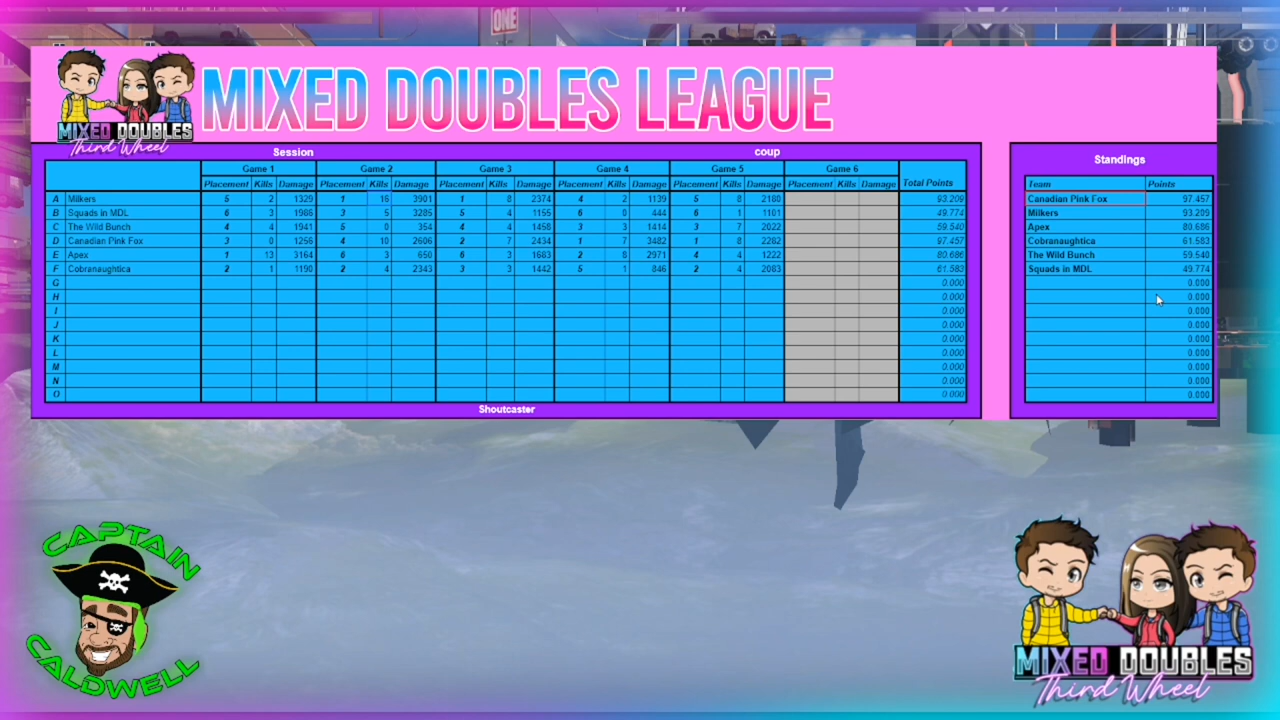 ONE
MIXED DOUBLES LEAGUE
MIXED DOUBLES
Third Wheel
Session coup
Game 1 Game 2 Game 3 Game 4 Game 5 Game 6
Placement Kills Damage Placement Kills Damage Placement Kills Damage Placement Kills Damage Placement Kills Damage Placement Kills Damage Total Points
A Milkers 5 2 1329 1 16 3901 1 8 2374 4 2 1139 5 8 2180 93.209
B Squads in MDL 6 3 1986 3 5 3285 5 4 1155 6 0 444 6 1 1101 49.774
C The Wild Bunch 4 4 1941 5 0 354 4 4 1458 3 3 1414 3 7 2022 59.540
D Canadian Pink Fox 3 0 1256 4 10 2606 2 7 2434 1 7 3482 1 8 2282 97.457
E Apex 1 13 3164 6 3 650 6 3 1683 2 8 2971 4 4 1222 80.686
F Cobranaughtica 2 1 1190 2 4 2343 3 3 1442 5 1 846 2 4 2083 61.583
G 0.000
H 0.000
I 0.000
J 0.000
K 0.000
L 0.000
M 0.000
N 0.000
O 0.000
Shoutcaster
Standings
Team Points
Canadian Pink Fox 97.457
Milkers 93.209
Apex 80.686
Cobranaughtica 61.583
The Wild Bunch 59.540
Squads in MDL 49.774
0.000
0.000
0.000
0.000
0.000
0.000
0.000
0.000
0.000
CAPTAIN
CALDWELL
MIXED DOUBLES
Third Wheel